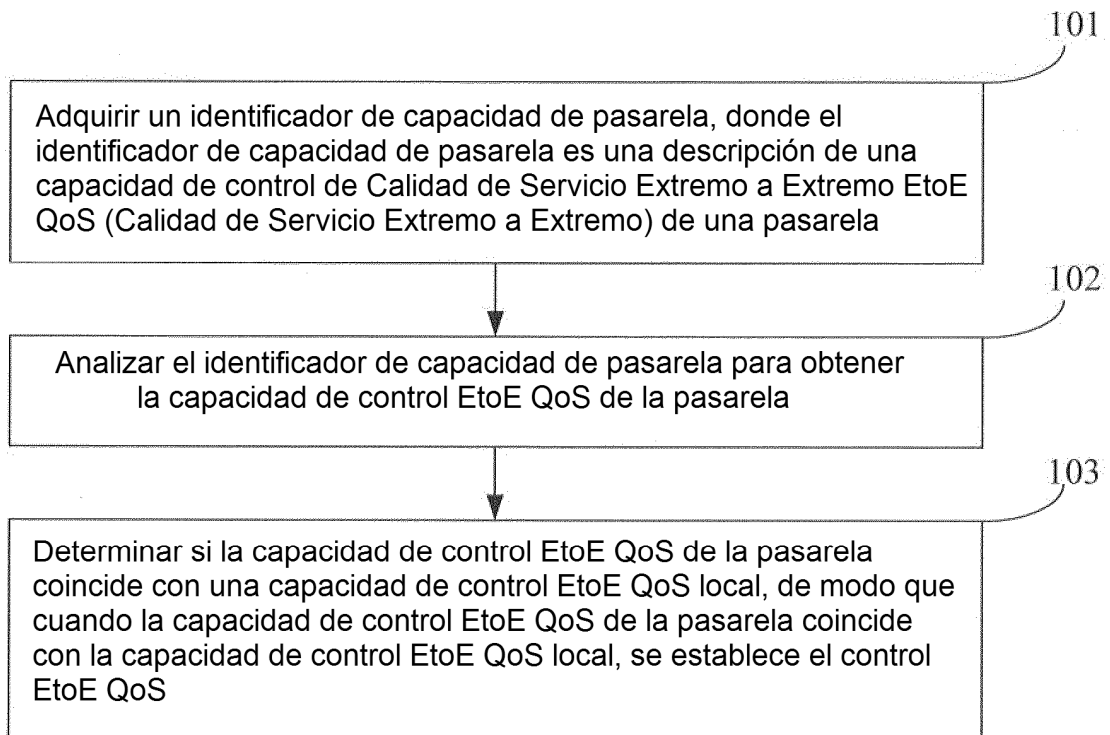 101
Adquirir un identificador de capacidad de pasarela, donde el
identificador de capacidad de pasarela es una descripción de una
capacidad de control de Calidad de Servicio Extremo a Extremo EtoE
QoS (Calidad de Servicio Extremo a Extremo) de una pasarela
102
Analizar el identificador de capacidad de pasarela para obtener
la capacidad de control EtoE QoS de la pasarela
103
Determinar si la capacidad de control EtoE QoS de la pasarela
coincide con una capacidad de control EtoE QoS local, de modo que
cuando la capacidad de control EtoE QoS de la pasarela coincide
con la capacidad de control EtoE QoS local, se establece el control
EtoE QoS